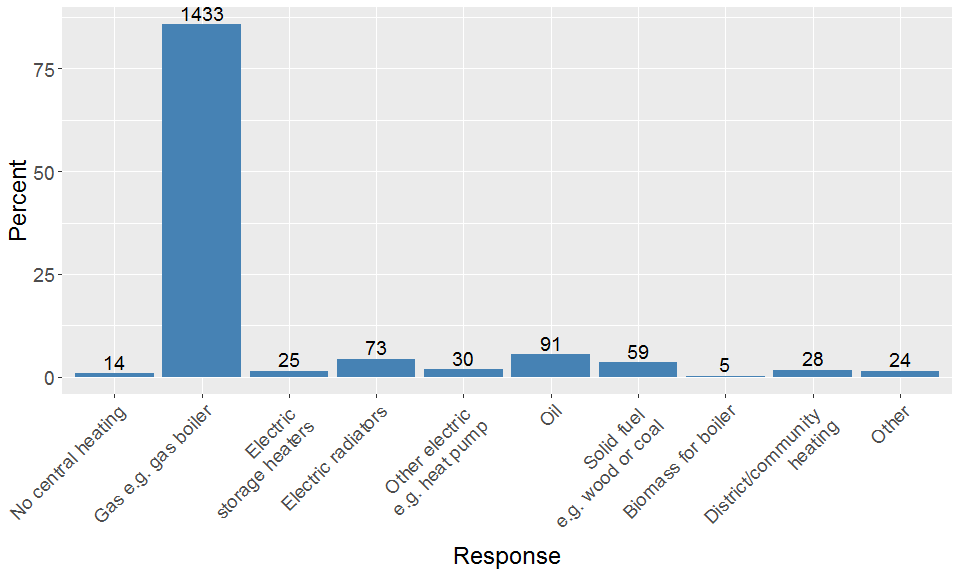 1433
75
50
25
0
Percent
14
25
73
30
91
59
5
28
24
No central heating
Gas e.g. gas boiler
Electric
storage heaters
Electric radiators
Other electric
e.g. heat pump
Oil
Solid fuel
e.g. wood or coal
Biomass for boiler
District/community
heating
Other
Response